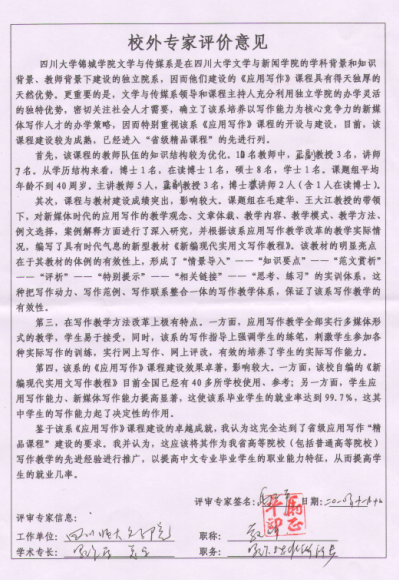 校外专家评价意见
四川大学锦城学院文学与传媒系是在四川大学文学与新闻学院的学科背景和知识
背景、教师背景下建设的独立院系，因而他们建设的《应用写作》课程具有得天独厚的
天然优势。更重要的是，文学与传媒系领导和课程主持人充分利用独立学院的办学灵活
的独特优势，密切关注社会人才需要，确立了该系培养以写作能力为核心竞争力的新媒
体写作人才的办学策略，因而特别重视该系《应用写作》课程的开设与建设，目前，该
课程建设较为成熟，已经进入“省级精品课程”的先进行列。
首先，该课程的教师队伍的知识结构较为优化。10名教师中，教授3名，讲师
7名。从学历结构来看，博士1名，在读博士1名，硕士8名，学士1名。课题组平均
年龄不到40周岁。主讲教师5人，教授3名，博士讲师2人（含1人在读博士）。
其次，课程与教材建设成绩突出，影响较大。课题组在毛建华、王大江教授的带领
下，对新媒体时代的应用写作的教学观念、文章体裁、教学内容、教学模式、教学方法、
例文选择，案例解释方面进行了深入研究，并根据该系应用写作教学改革的教学实际情
况，编写了具有时代气息的新型教材《新编现代实用文写作教程》。该教材的明显亮点
在于其教材的体例的有效性上，形成了“情景导入”——“知识要点”——“范文赏析”
——“评析”——“特别提示”——“相关链接”——“思考、练习”的实训体系，这
种把写作动力、写作范例、写作联系整合一体的写作教学体系，保证了该系写作教学的
有效性。
第三，在写作教学方法改革上极有特点。一方面，应用写作教学全部实行多媒体形
式的教学，学生易于接受，同时，该系的写作指导上强调学生的练笔，刺激学生参加各
种实际写作的训练，实行网上写作、网上评改，有效的培养了学生的实际写作能力。
第四，该系的《应用写作》课程建设效果卓著，影响较大。一方面，该校自编的《新
编现代实用文写作教程》目前全国已经有40多所学校使用、参考；另一方面，学生应
用写作能力、新媒体写作能力提高显著，这使该系毕业学生的就业率达到99.7%，这其
中学生的写作能力起了决定性的作用。
鉴于该系《应用写作》课程建设的卓越成就，我认为这完全达到了省级应用写作“精
品课程”建设的要求。我并认为，这应该将其作为我省高等院校（包括普通高等院校）
写作教学的先进经验进行推广，以提高中文专业毕业学生的职业能力特征，从而提高学
生的就业几率。
评审专家签名： 日期：
评审专家信息：
工作单位： 职称：
学术专长： 职务：